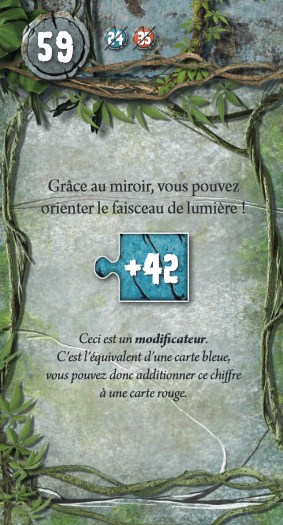 59 24 35
Grâce au miroir, vous pouvez
orienter le faisceau de lumière !
+42
Ceci est un modificateur.
C'est l'équivalent d'une carte bleue,
vous pouvez donc additionner ce chiffre
à une carte rouge.